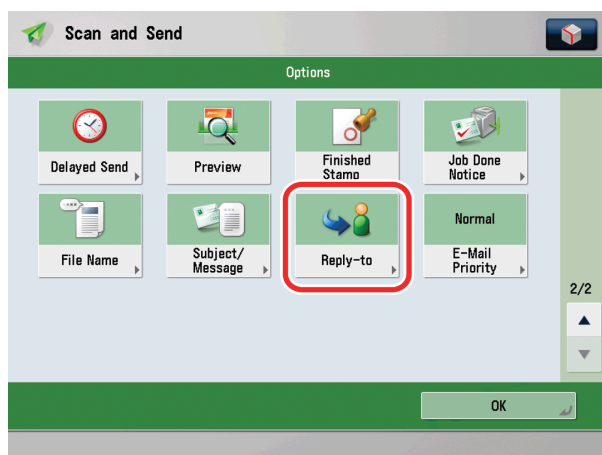 Scan and Send
Options
Delayed Send
Preview
Finished
Stamp
Job Done
Notice
File Name
Subject/
Message
Reply-to
Normal
E-Mail
Priority
2/2
OK